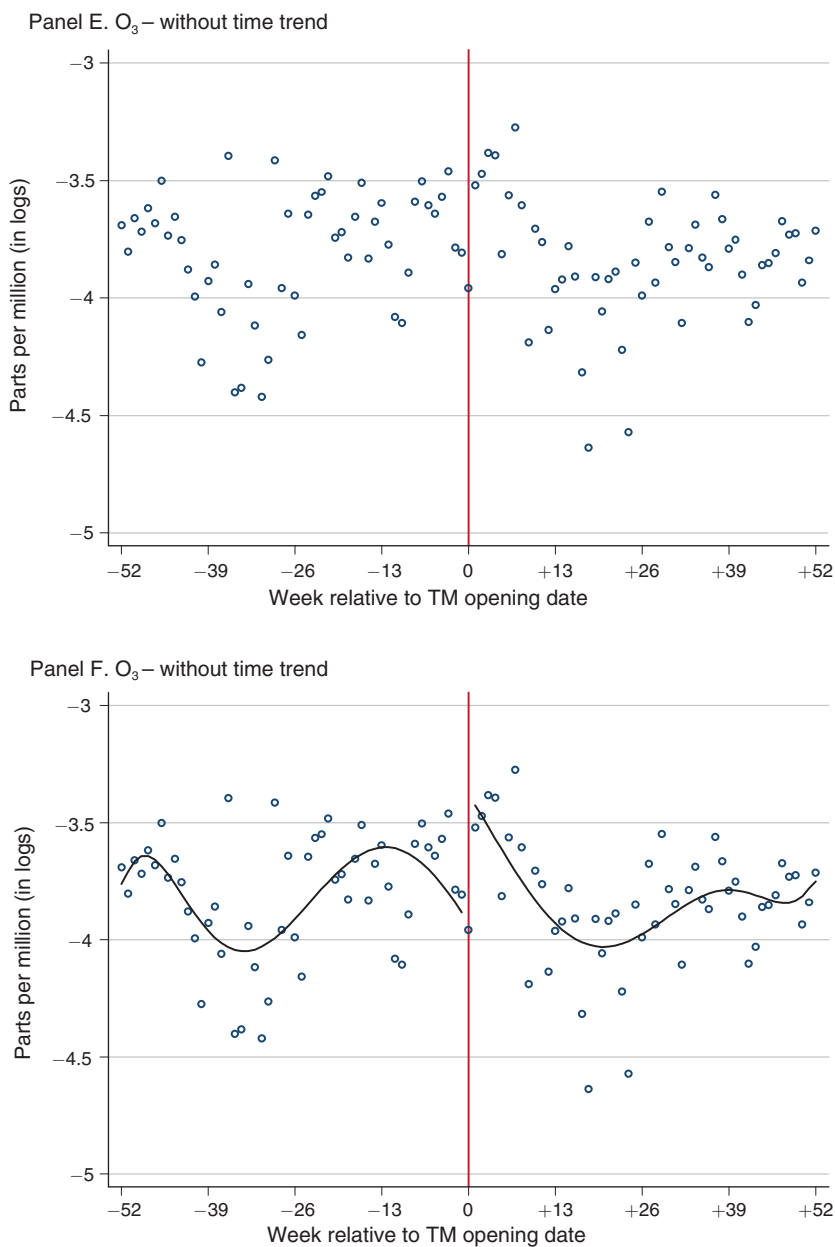 Panel E. O₃ – without time trend
Parts per million (in logs)
−3
−3.5
−4
−4.5
−5
−52 −39 −26 −13 0 +13 +26 +39 +52
Week relative to TM opening date
Panel F. O₃ – without time trend
Parts per million (in logs)
−3
−3.5
−4
−4.5
−5
−52 −39 −26 −13 0 +13 +26 +39 +52
Week relative to TM opening date